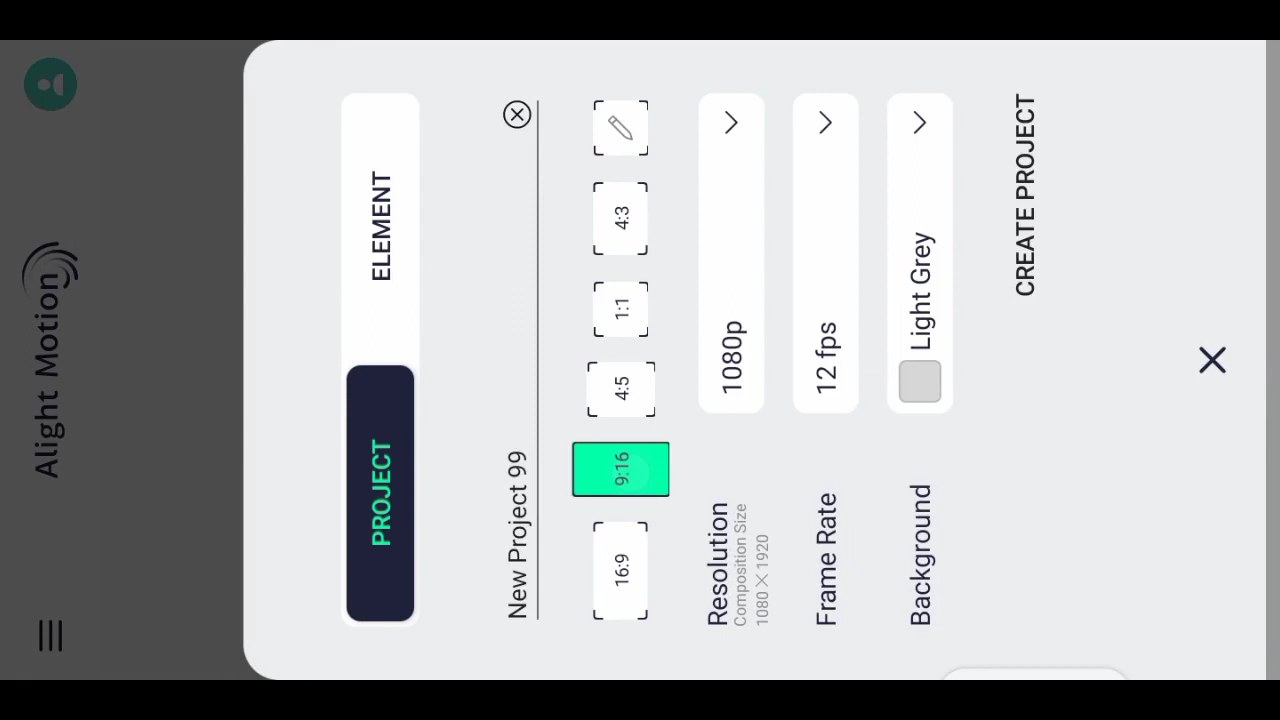 Alight Motion
PROJECT
ELEMENT
New Project 99
16:9
9:16
4:5
1:1
4:3
Resolution
Composition Size
1080 × 1920
1080p
Frame Rate
12 fps
Background
Light Grey
CREATE PROJECT